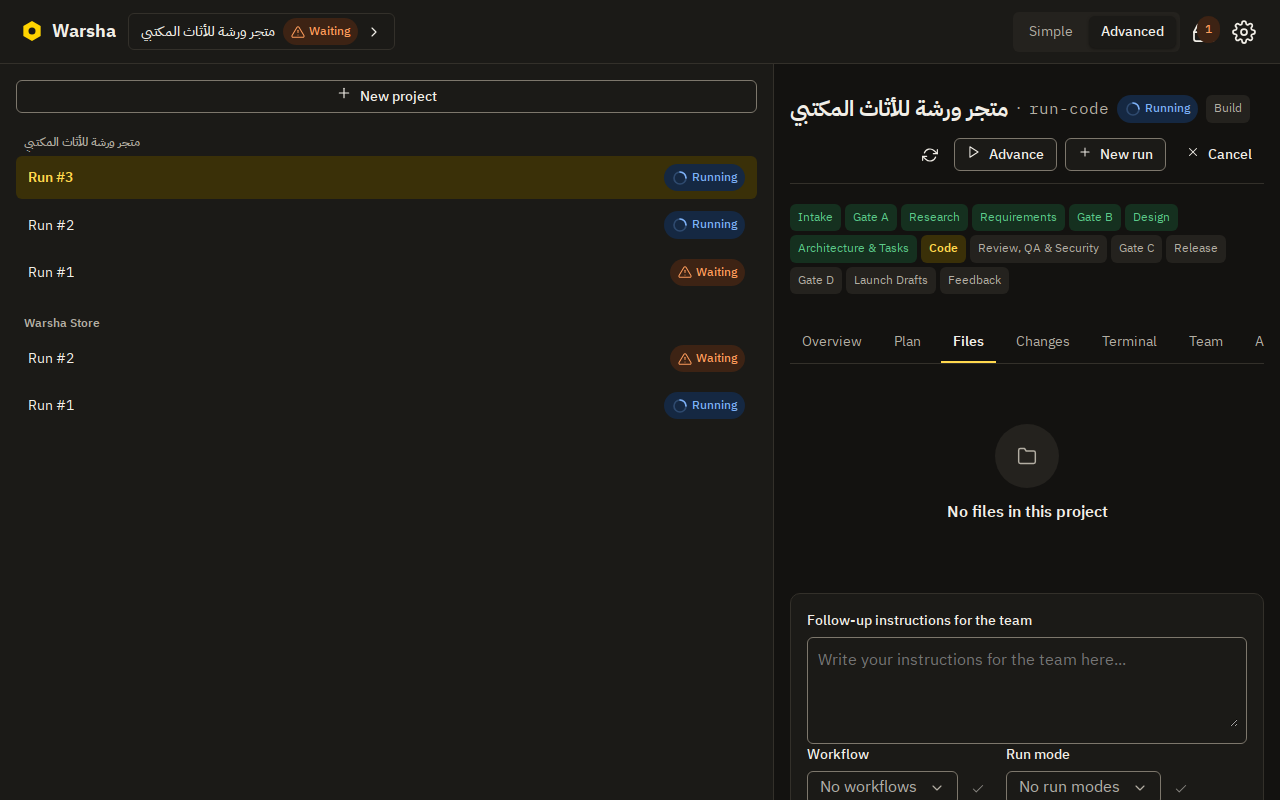 Warsha
متجر ورشة للأثاث المكتبي
Waiting
Simple
Advanced
1
New project
متجر ورشة للأثاث المكتبي
Run #3
Running
Run #2
Running
Run #1
Waiting
Warsha Store
Run #2
Waiting
Run #1
Running
متجر ورشة للأثاث المكتبي · run-code
Running
Build
Advance
New run
Cancel
Intake
Gate A
Research
Requirements
Gate B
Design
Architecture & Tasks
Code
Review, QA & Security
Gate C
Release
Gate D
Launch Drafts
Feedback
Overview
Plan
Files
Changes
Terminal
Team
A
No files in this project
Follow-up instructions for the team
Write your instructions for the team here...
Workflow
Run mode
No workflows
No run modes